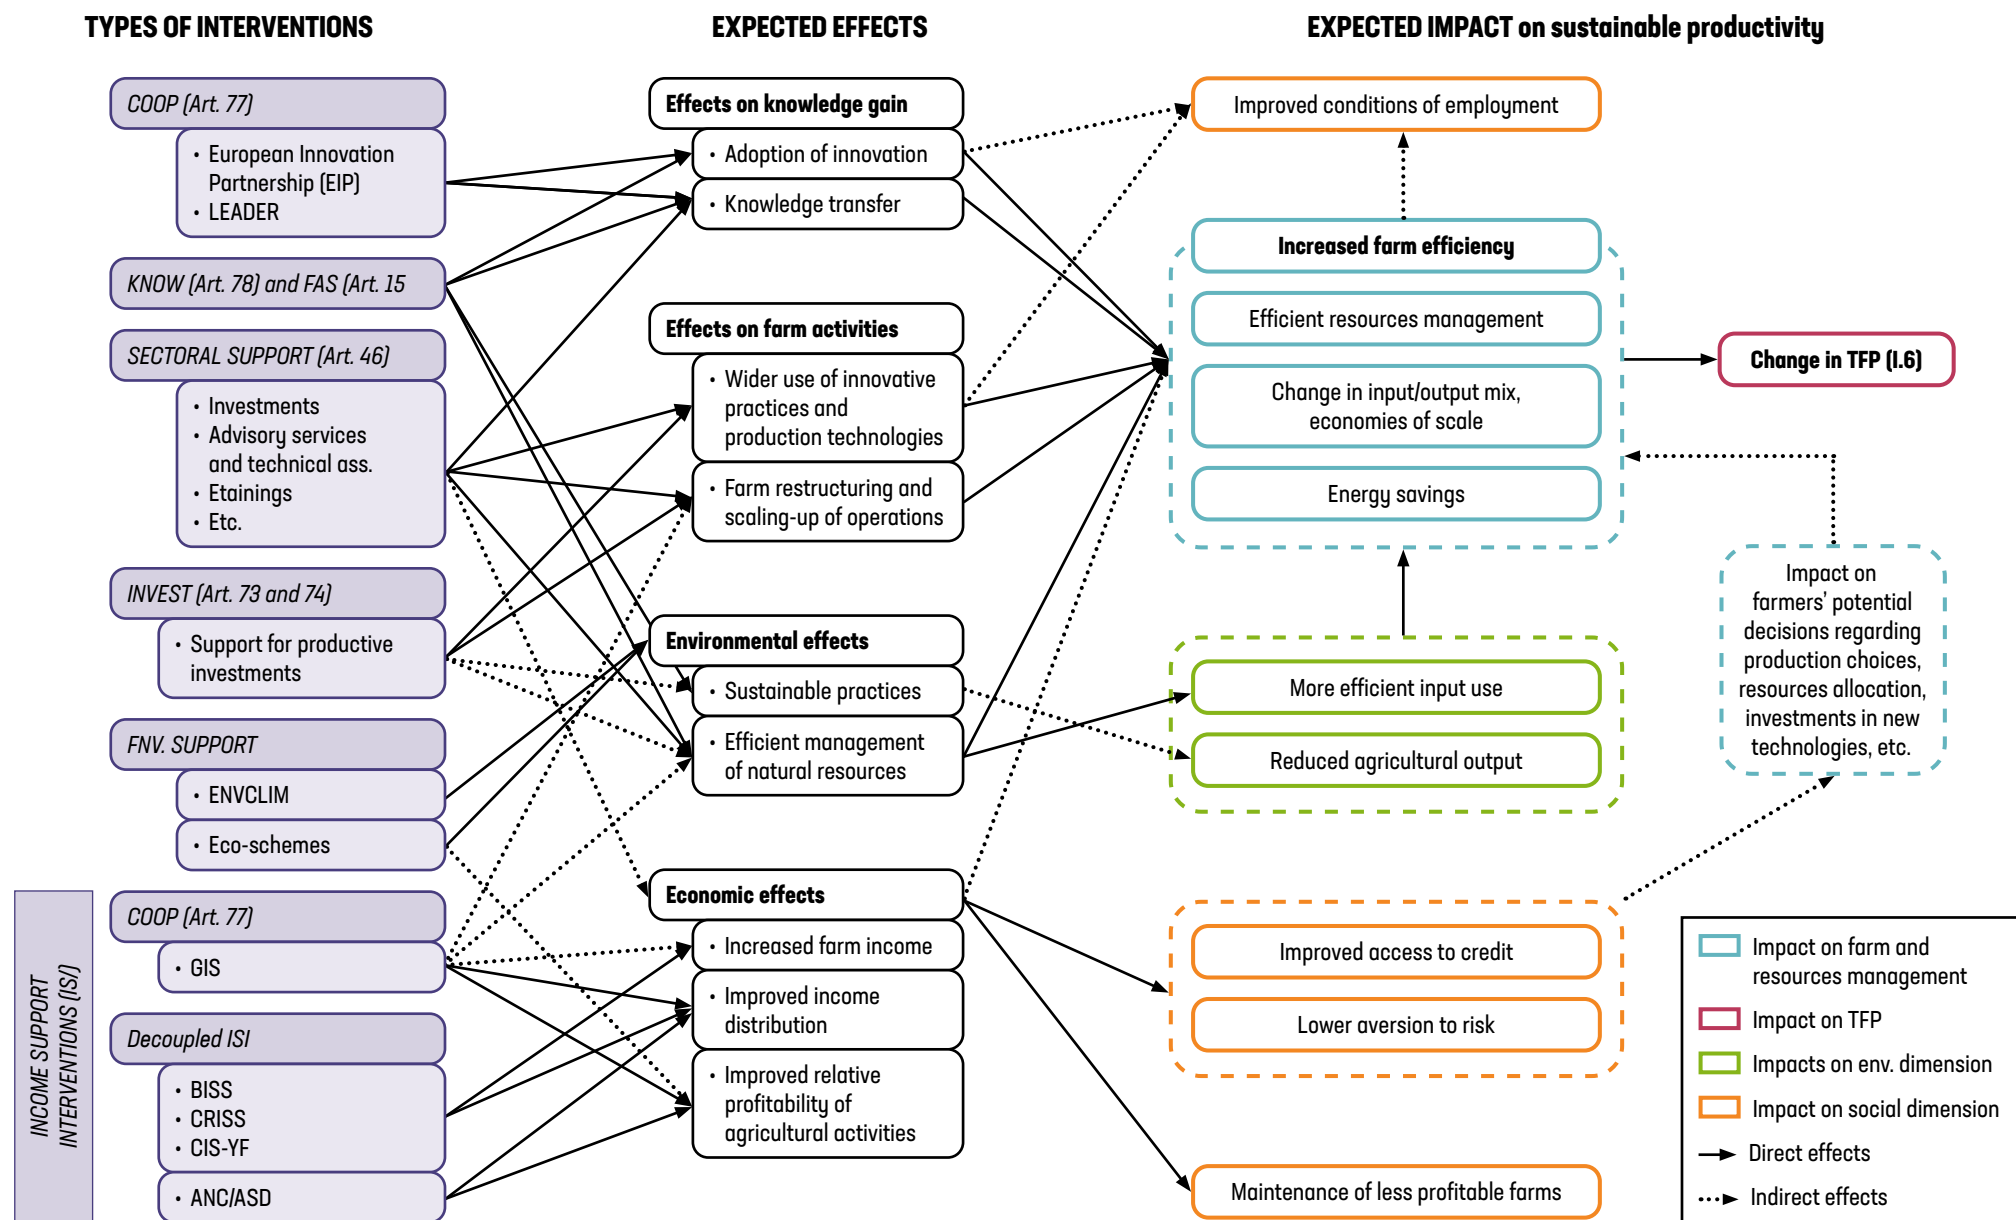 TYPES OF INTERVENTIONS
COOP (Art. 77)
• European Innovation
Partnership (EIP)
• LEADER
KNOW (Art. 78) and FAS (Art. 15
SECTORAL SUPPORT (Art. 46)
• Investments
• Advisory services
and technical ass.
• Etainings
• Etc.
INVEST (Art. 73 and 74)
• Support for productive
investments
FNV. SUPPORT
• ENVCLIM
• Eco-schemes
INCOME SUPPORT
INTERVENTIONS (IS/)
COOP (Art. 77)
• GIS
Decoupled ISI
• BISS
• CRISS
• CIS-YF
• ANC/ASD
EXPECTED EFFECTS
Effects on knowledge gain
• Adoption of innovation
• Knowledge transfer
Effects on farm activities
• Wider use of innovative
practices and
production technologies
• Farm restructuring and
scaling-up of operations
Environmental effects
• Sustainable practices
• Efficient management
of natural resources
Economic effects
• Increased farm income
• Improved income
distribution
• Improved relative
profitability of
agricultural activities
EXPECTED IMPACT on sustainable productivity
Improved conditions of employment
Increased farm efficiency
Efficient resources management
Change in input/output mix,
economies of scale
Energy savings
More efficient input use
Reduced agricultural output
Improved access to credit
Lower aversion to risk
Maintenance of less profitable farms
Change in TFP (I.6)
Impact on
farmers’ potential
decisions regarding
production choices,
resources allocation,
investments in new
technologies, etc.
Impact on farm and
resources management
Impact on TFP
Impacts on env. dimension
Impact on social dimension
Direct effects
Indirect effects